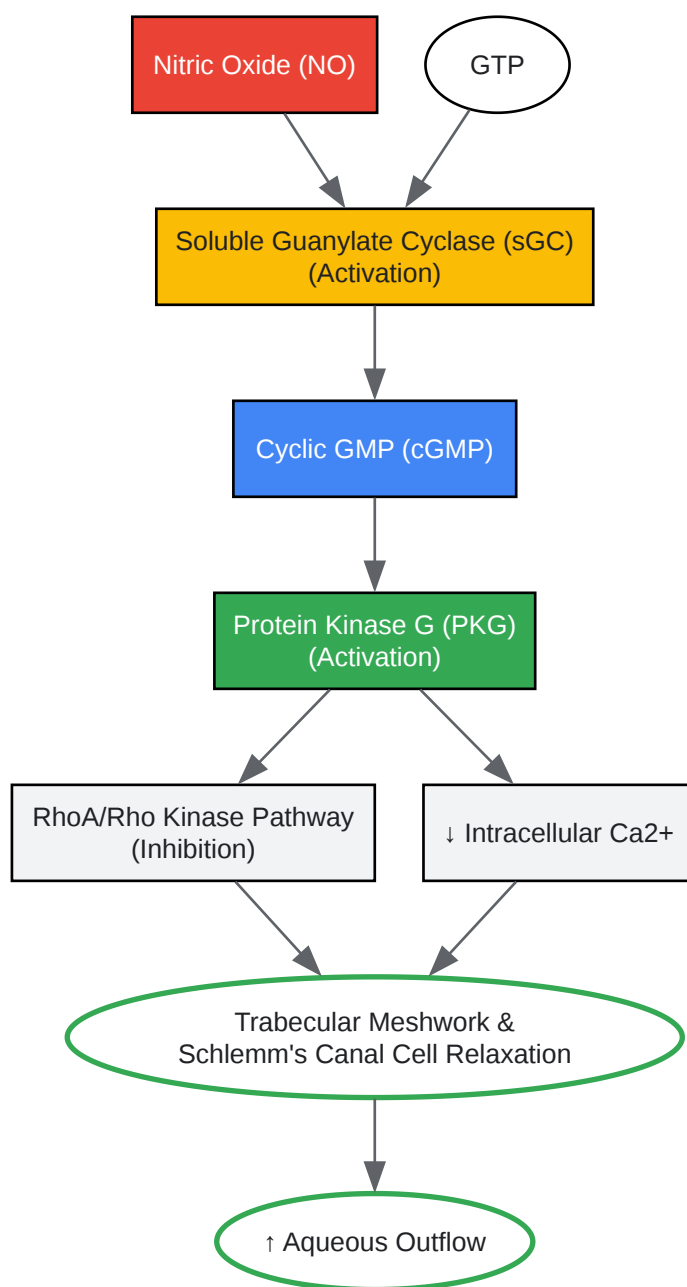 Nitric Oxide (NO)
GTP
Soluble Guanylate Cyclase (sGC)
(Activation)
Cyclic GMP (cGMP)
Protein Kinase G (PKG)
(Activation)
RhoA/Rho Kinase Pathway
(Inhibition)
↓ Intracellular Ca2+
Trabecular Meshwork &
Schlemm's Canal Cell Relaxation
↑ Aqueous Outflow